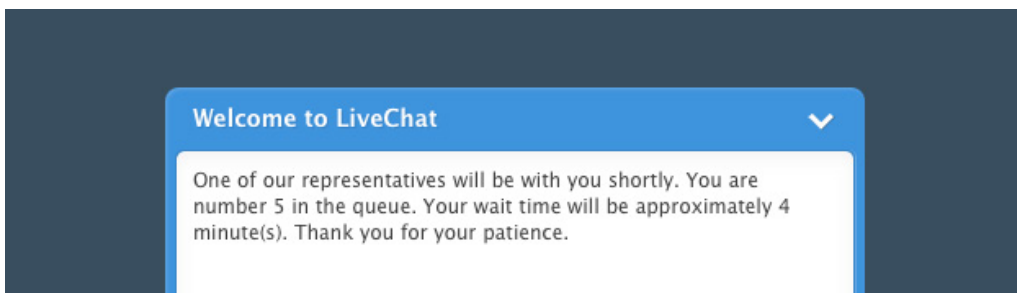 Welcome to LiveChat
One of our representatives will be with you shortly. You are
number 5 in the queue. Your wait time will be approximately 4
minute(s). Thank you for your patience.